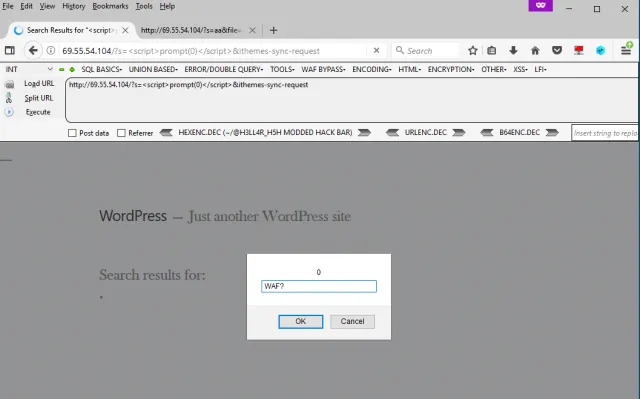 File Edit View History Bookmarks Tools Help
Search Results for "<script>p
http://69.55.54.104/?s=aa&file=
69.55.54.104/?s=<script>prompt(0)</script>&ithemes-sync-request
Search
INT SQL BASICS UNION BASED ERROR/DOUBLE QUERY TOOLS WAF BYPASS ENCODING HTML ENCRYPTION OTHER XSS LFI
Load URL
Split URL
Execute
http://69.55.54.104/?s=<script>prompt(0)</script>&ithemes-sync-request
Post data Referrer HEXENC.DEC (~/@H3LL4R_H5H MODDED HACK BAR) URLENC.DEC B64ENC.DEC Insert string to repla
WordPress — Just another WordPress site
Search results for:
"
0
WAF?
OK Cancel